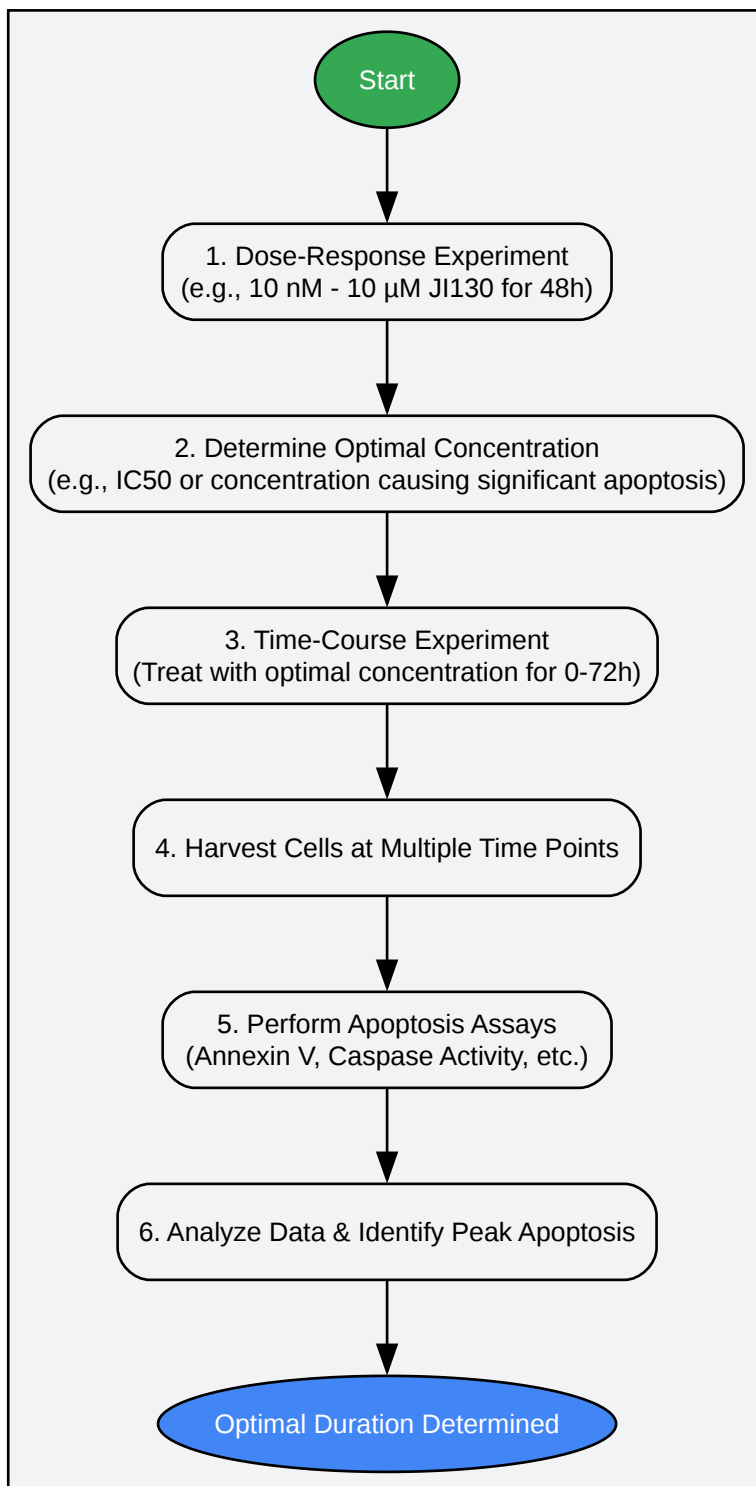 Start
1. Dose-Response Experiment
(e.g., 10 nM - 10 µM JI130 for 48h)
2. Determine Optimal Concentration
(e.g., IC50 or concentration causing significant apoptosis)
3. Time-Course Experiment
(Treat with optimal concentration for 0-72h)
4. Harvest Cells at Multiple Time Points
5. Perform Apoptosis Assays
(Annexin V, Caspase Activity, etc.)
6. Analyze Data & Identify Peak Apoptosis
Optimal Duration Determined